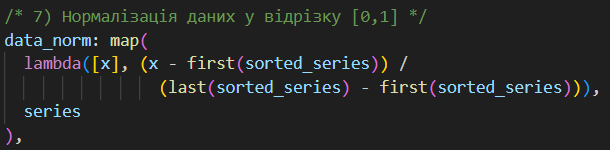 /* 7) Нормалізація даних у відрізку [0,1] */
data_norm: map(
lambda([x], (x - first(sorted_series)) /
(last(sorted_series) - first(sorted_series))),
series
),